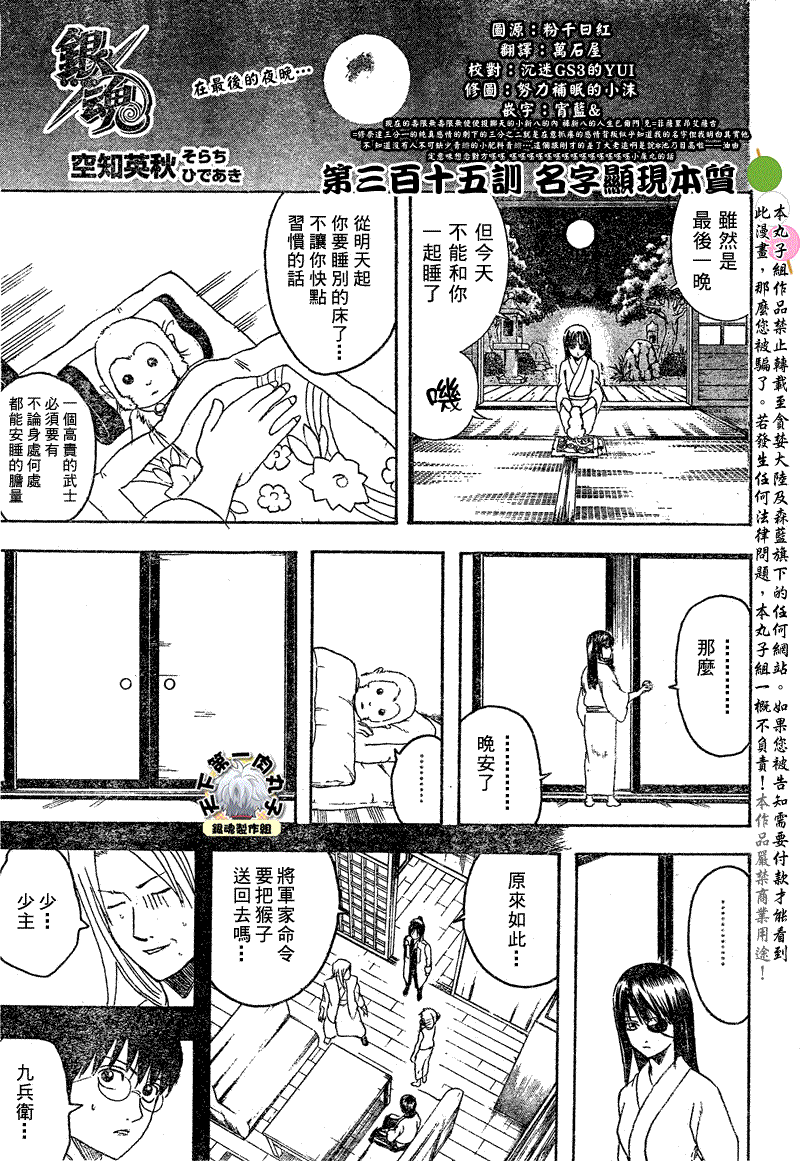 銀魂
在最後的夜晚…
圖源：粉千日紅
翻譯：萬石屋
校對：沉迷GS3的YUI
修圖：努力補眠的小沫
嵌字：宵藍&
空知英秋
そらち
ひであき
第三百十五訓 名字顯現本質
雖然是
最後一晚
但今天
不能和你
一起睡了
嘰
從明天起
你要睡別的床了…
不讓你快點
習慣的話
一個高貴的武士
必須要有
不論身處何處
都能安睡的膽量
………
那麼
………
晚安了
………
天下第一肉丸子
銀魂製作組
………
原來如此…
將軍家命令
要把猴子
送回去嗎…
少…
少主
九兵衛…
本丸子組作品禁止轉載至貪婪大陸及森藍旗下的任何網站。如果您被告知需要付款才能看到
此漫畫，那麼您被騙了。若發生任何法律問題，本丸子組一概不負責！本作品嚴禁商業用途！